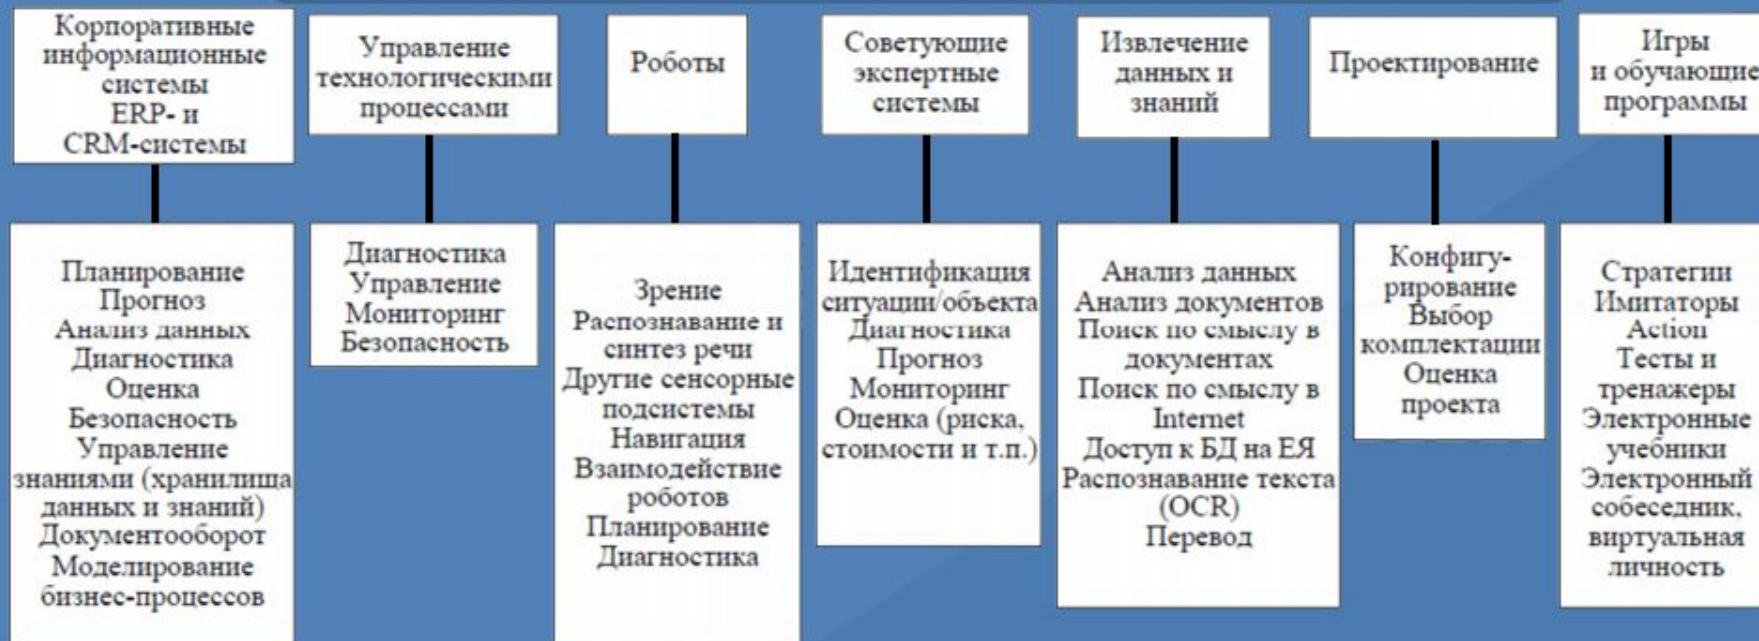 Корпоративные
информационные
системы
ERP- и
CRM-системы
Управление
технологическими
процессами
Роботы
Советующие
экспертные
системы
Извлечение
данных и
знаний
Проектирование
Игры
и обучающие
программы
Планирование
Прогноз
Анализ данных
Диагностика
Оценка
Безопасность
Управление
знаниями (хранилища
данных и знаний)
Документооборот
Моделирование
бизнес-процессов
Диагностика
Управление
Мониторинг
Безопасность
Зрение
Распознавание и
синтез речи
Другие сенсорные
подсистемы
Навигация
Взаимодействие
роботов
Планирование
Диагностика
Идентификация
ситуации/объекта
Диагностика
Прогноз
Мониторинг
Оценка (риска,
стоимости и т.п.)
Анализ данных
Анализ документов
Поиск по смыслу в
документах
Поиск по смыслу в
Internet
Доступ к БД на ЕЯ
Распознавание текста
(OCR)
Перевод
Конфигу-
рирование
Выбор
комплектации
Оценка
проекта
Стратегии
Имитаторы
Action
Тесты и
тренажеры
Электронные
учебники
Электронный
собеседник,
виртуальная
личность